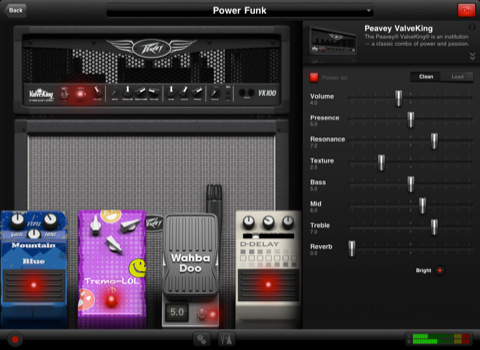 Back
Power Funk
Peavey ValveKing
The Peavey® ValveKing® is an institution
— a classic combo of power and passion.
PEAVEY
ValveKing
VK100
Power on
Clean
Lead
Volume
4.0
Presence
5.0
Resonance
7.0
Texture
2.5
Bass
5.0
Mid
6.0
Treble
7.0
Reverb
0.0
Bright
Mountain
Blue
Tremo-LOL
Wahba
Doo
5.0
D-DELAY